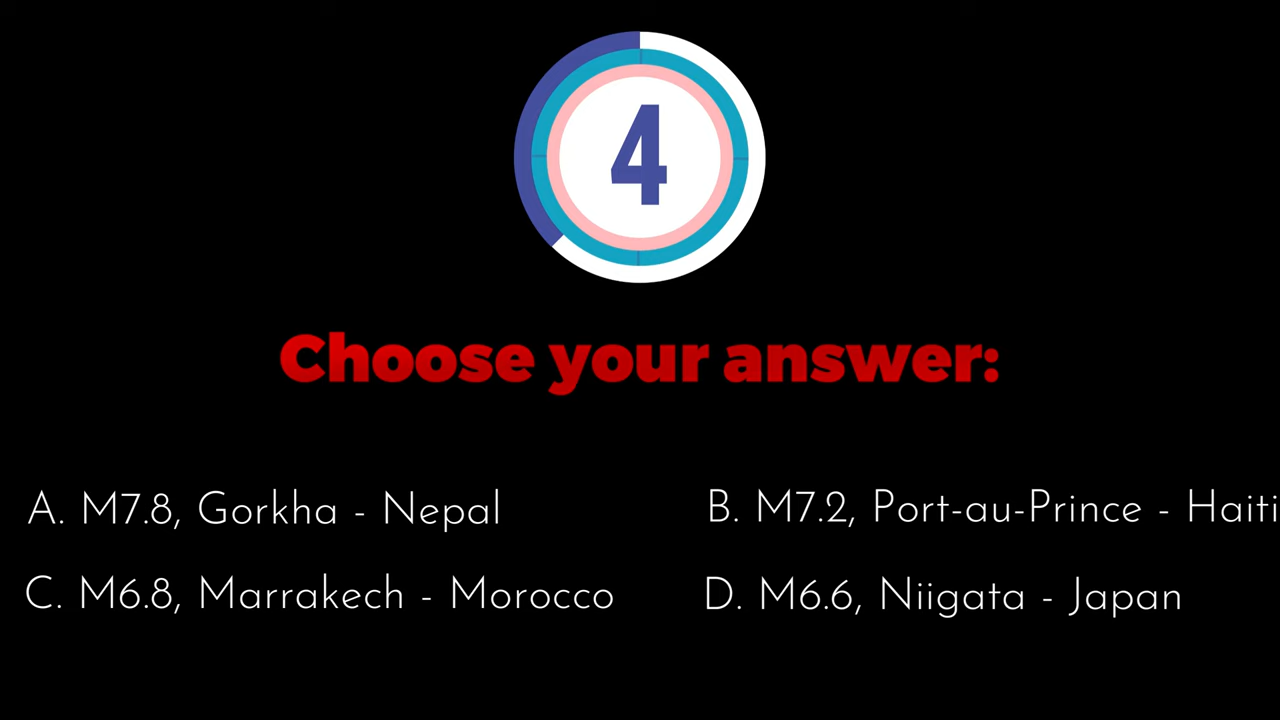 4
Choose your answer:
A. M7.8, Gorkha - Nepal
B. M7.2, Port-au-Prince - Haiti
C. M6.8, Marrakech - Morocco
D. M6.6, Niigata - Japan